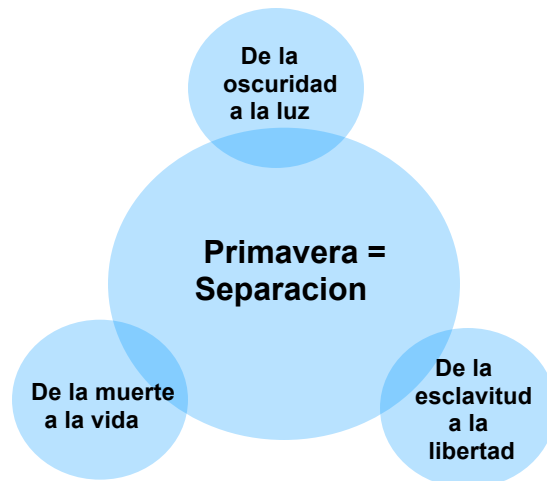 De la
oscuridad
a la luz
Primavera =
Separacion
De la muerte
a la vida
De la
esclavitud
a la
libertad